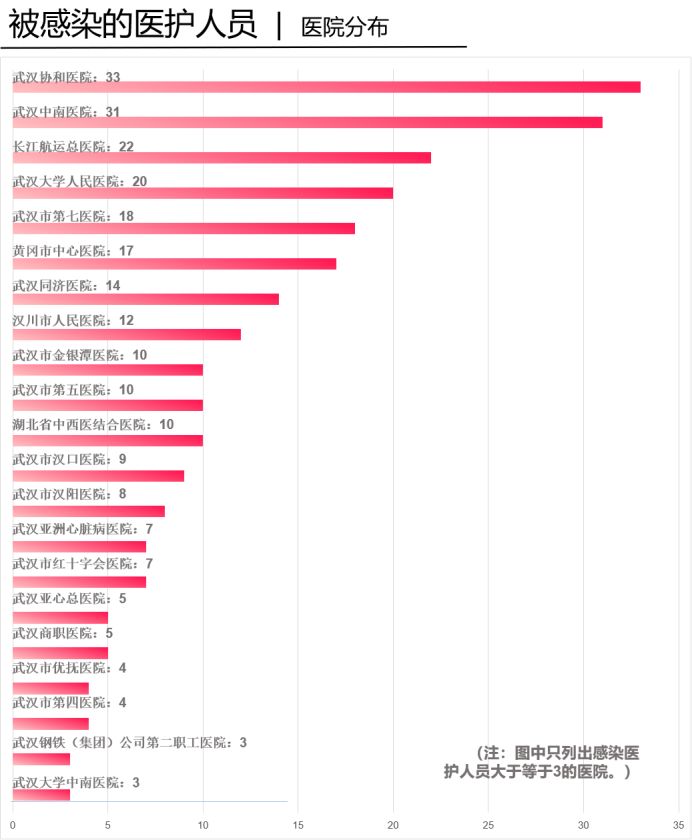 被感染的医护人员 | 医院分布
武汉协和医院：33
武汉中南医院：31
长江航运总医院：22
武汉大学人民医院：20
武汉市第七医院：18
黄冈市中心医院：17
武汉同济医院：14
汉川市人民医院：12
武汉市金银潭医院：10
武汉市第五医院：10
湖北省中西医结合医院：10
武汉市汉口医院：9
武汉市汉阳医院：8
武汉亚洲心脏病医院：7
武汉市红十字会医院：7
武汉亚心总医院：5
武汉商职医院：5
武汉市优抚医院：4
武汉市第四医院：4
武汉钢铁（集团）公司第二职工医院：3
武汉大学中南医院：3
（注：图中只列出感染医
护人员大于等于3的医院。）
0 5 10 15 20 25 30 35